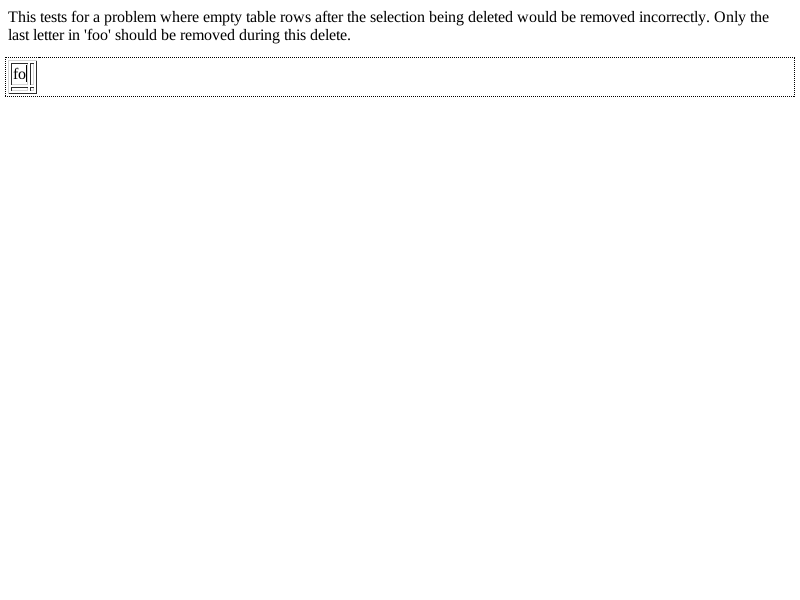 This tests for a problem where empty table rows after the selection being deleted would be removed incorrectly. Only the
last letter in 'foo' should be removed during this delete.
fo